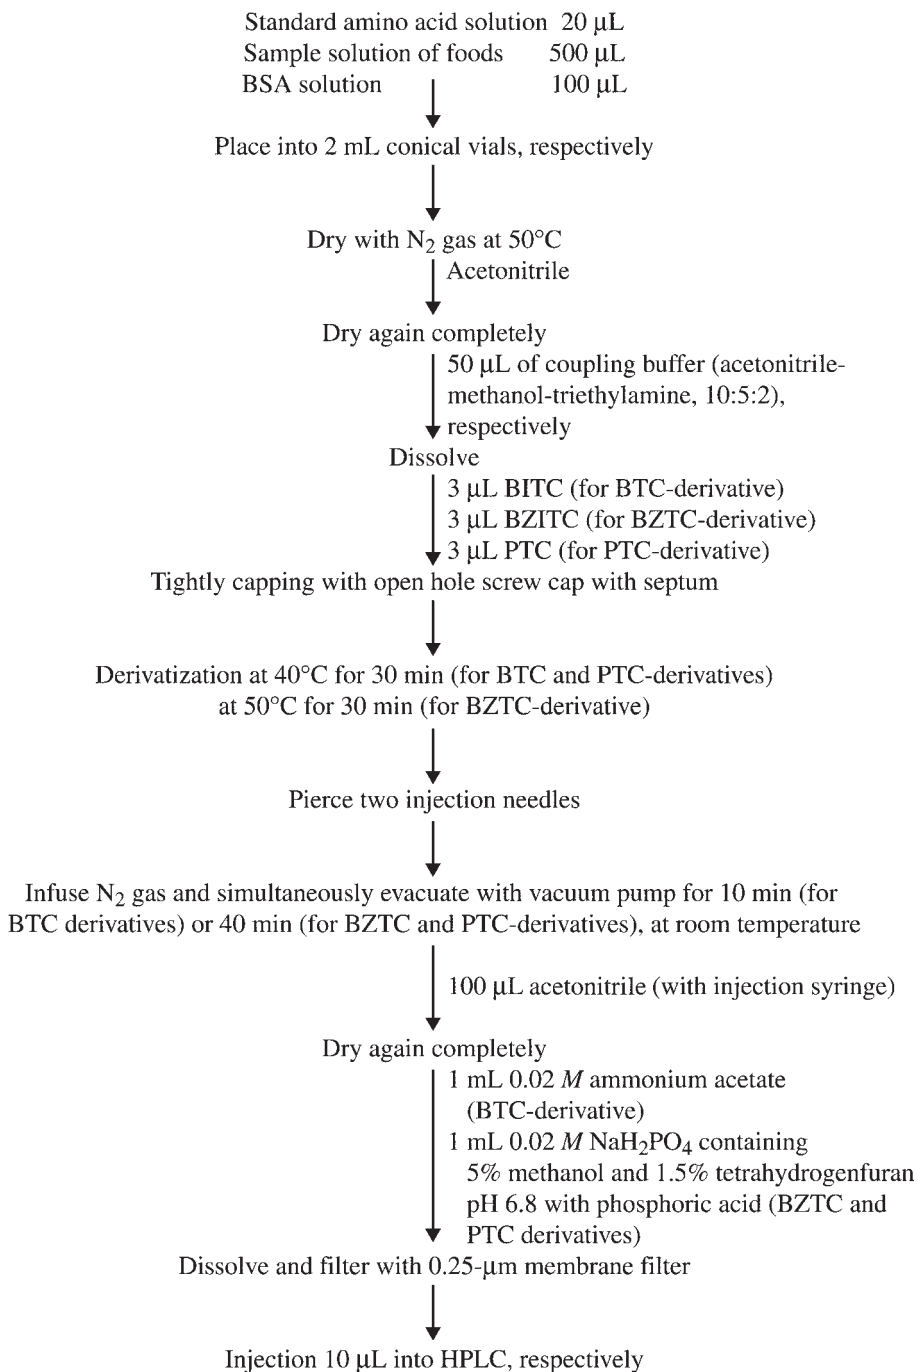 Standard amino acid solution 20 µL
Sample solution of foods 500 µL
BSA solution 100 µL
Place into 2 mL conical vials, respectively
Dry with N₂ gas at 50°C
Acetonitrile
Dry again completely
50 µL of coupling buffer (acetonitrile-
methanol-triethylamine, 10:5:2),
respectively
Dissolve
3 µL BITC (for BTC-derivative)
3 µL BZITC (for BZTC-derivative)
3 µL PTC (for PTC-derivative)
Tightly capping with open hole screw cap with septum
Derivatization at 40°C for 30 min (for BTC and PTC-derivatives)
at 50°C for 30 min (for BZTC-derivative)
Pierce two injection needles
Infuse N₂ gas and simultaneously evacuate with vacuum pump for 10 min (for
BTC derivatives) or 40 min (for BZTC and PTC-derivatives), at room temperature
100 µL acetonitrile (with injection syringe)
Dry again completely
1 mL 0.02 M ammonium acetate
(BTC-derivative)
1 mL 0.02 M NaH₂PO₄ containing
5% methanol and 1.5% tetrahydrogenfuran
pH 6.8 with phosphoric acid (BZTC and
PTC derivatives)
Dissolve and filter with 0.25-µm membrane filter
Injection 10 µL into HPLC, respectively